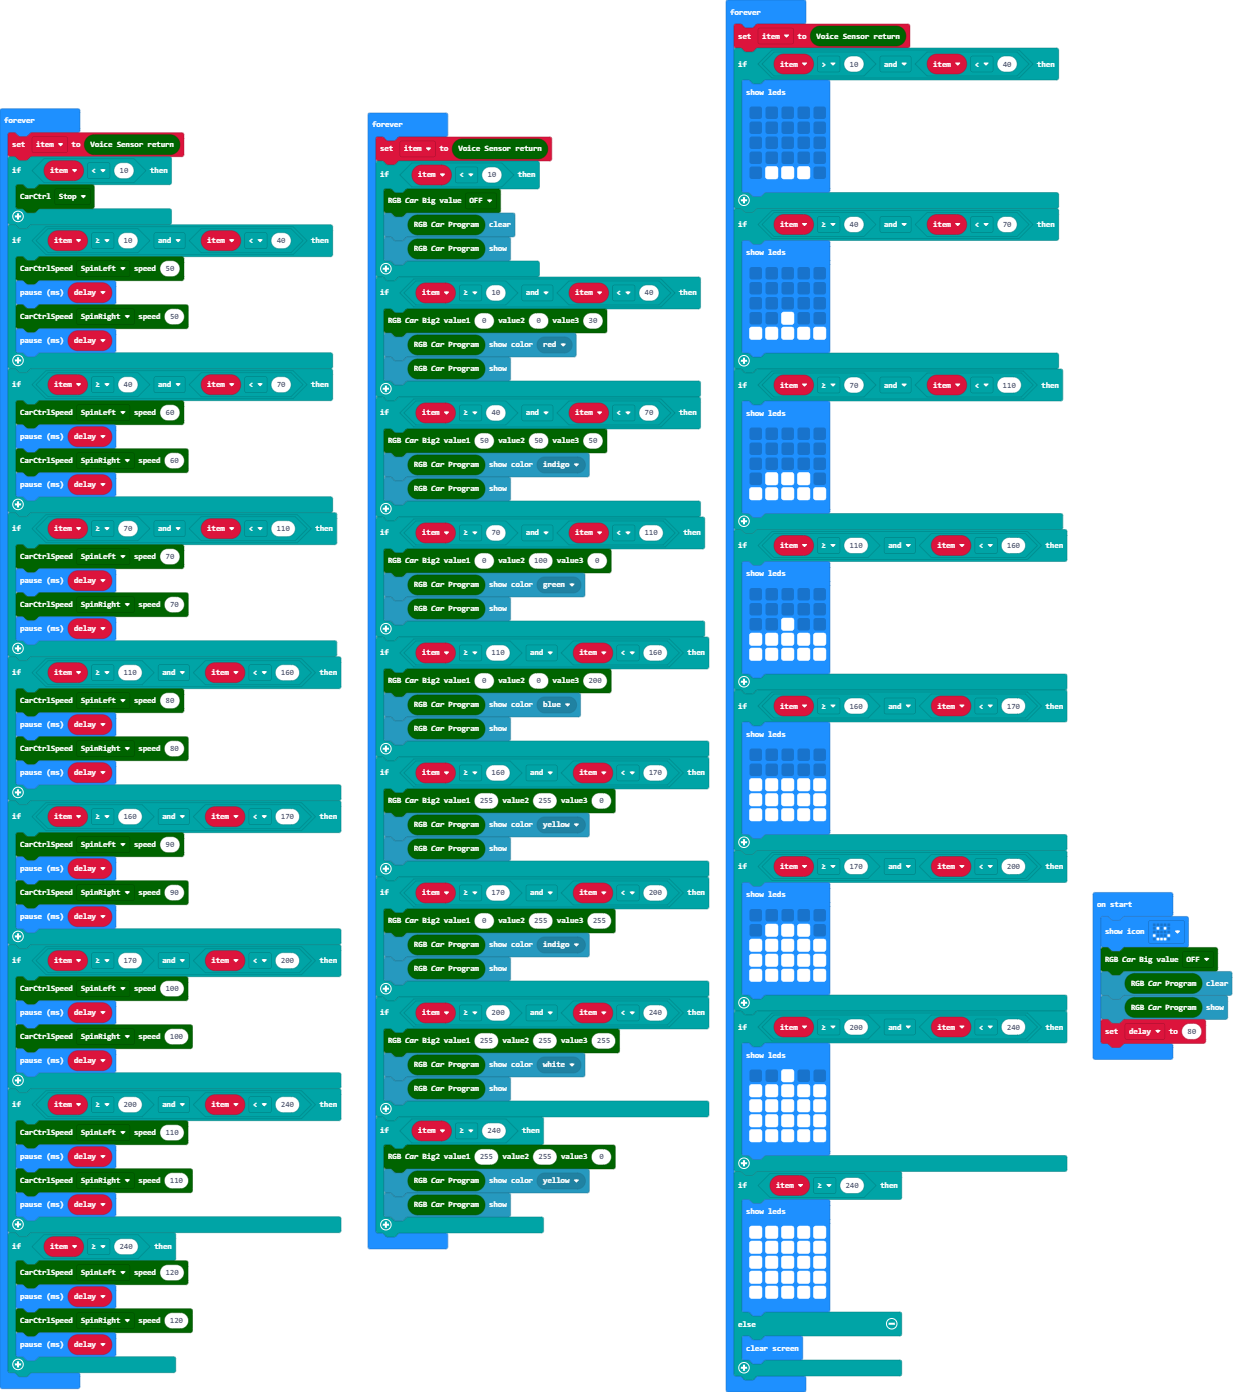 forever
set item to Voice Sensor return
if item < 10 then
CarCtrl Stop
if item ≥ 10 and item < 40 then
CarCtrlSpeed SpinLeft speed 50
pause (ms) delay
CarCtrlSpeed SpinRight speed 50
pause (ms) delay
if item ≥ 40 and item < 70 then
CarCtrlSpeed SpinLeft speed 60
pause (ms) delay
CarCtrlSpeed SpinRight speed 60
pause (ms) delay
if item ≥ 70 and item < 110 then
CarCtrlSpeed SpinLeft speed 70
pause (ms) delay
CarCtrlSpeed SpinRight speed 70
pause (ms) delay
if item ≥ 110 and item < 160 then
CarCtrlSpeed SpinLeft speed 80
pause (ms) delay
CarCtrlSpeed SpinRight speed 80
pause (ms) delay
if item ≥ 160 and item < 170 then
CarCtrlSpeed SpinLeft speed 90
pause (ms) delay
CarCtrlSpeed SpinRight speed 90
pause (ms) delay
if item ≥ 170 and item < 200 then
CarCtrlSpeed SpinLeft speed 100
pause (ms) delay
CarCtrlSpeed SpinRight speed 100
pause (ms) delay
if item ≥ 200 and item < 240 then
CarCtrlSpeed SpinLeft speed 110
pause (ms) delay
CarCtrlSpeed SpinRight speed 110
pause (ms) delay
if item ≥ 240 then
CarCtrlSpeed SpinLeft speed 120
pause (ms) delay
CarCtrlSpeed SpinRight speed 120
pause (ms) delay
forever
set item to Voice Sensor return
if item < 10 then
RGB Car Big value OFF
RGB Car Program clear
RGB Car Program show
if item ≥ 10 and item < 40 then
RGB Car Big2 value1 0 value2 0 value3 30
RGB Car Program show color red
RGB Car Program show
if item ≥ 40 and item < 70 then
RGB Car Big2 value1 50 value2 50 value3 50
RGB Car Program show color indigo
RGB Car Program show
if item ≥ 70 and item < 110 then
RGB Car Big2 value1 0 value2 100 value3 0
RGB Car Program show color green
RGB Car Program show
if item ≥ 110 and item < 160 then
RGB Car Big2 value1 0 value2 0 value3 200
RGB Car Program show color blue
RGB Car Program show
if item ≥ 160 and item < 170 then
RGB Car Big2 value1 255 value2 255 value3 0
RGB Car Program show color yellow
RGB Car Program show
if item ≥ 170 and item < 200 then
RGB Car Big2 value1 0 value2 255 value3 255
RGB Car Program show color indigo
RGB Car Program show
if item ≥ 200 and item < 240 then
RGB Car Big2 value1 255 value2 255 value3 255
RGB Car Program show color white
RGB Car Program show
if item ≥ 240 then
RGB Car Big2 value1 255 value2 255 value3 0
RGB Car Program show color yellow
RGB Car Program show
forever
set item to Voice Sensor return
if item > 10 and item < 40 then
show leds
if item ≥ 40 and item < 70 then
show leds
if item ≥ 70 and item < 110 then
show leds
if item ≥ 110 and item < 160 then
show leds
if item ≥ 160 and item < 170 then
show leds
if item ≥ 170 and item < 200 then
show leds
if item ≥ 200 and item < 240 then
show leds
if item ≥ 240 then
show leds
else
clear screen
on start
show icon
RGB Car Big value OFF
RGB Car Program clear
RGB Car Program show
set delay to 80